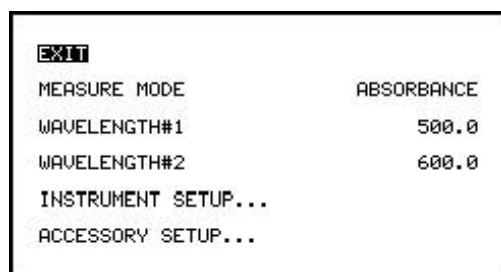 EXIT
MEASURE MODE ABSORBANCE
WAVELENGTH#1 500.0
WAVELENGTH#2 600.0
INSTRUMENT SETUP...
ACCESSORY SETUP...